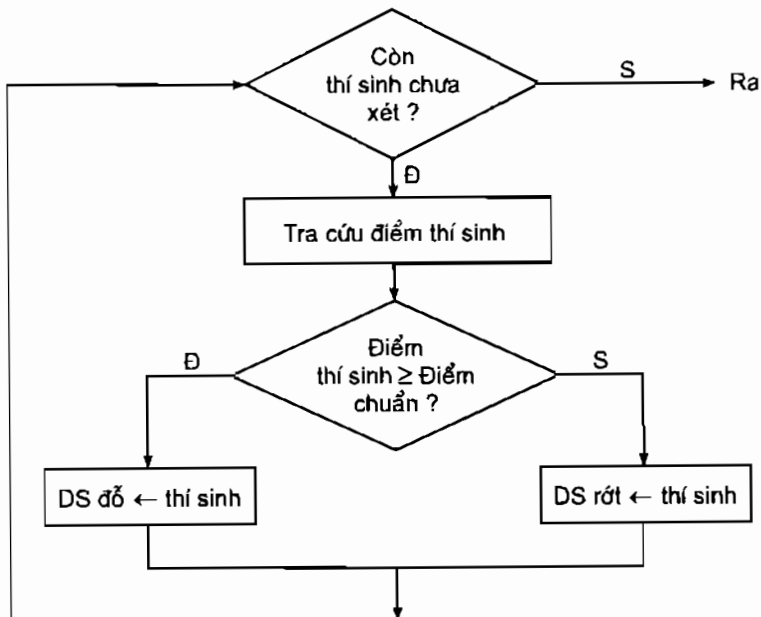 Còn
thí sinh chưa
xét ?
S
Ra
Đ
Tra cứu điểm thí sinh
Điểm
thí sinh ≥ Điểm
chuẩn ?
Đ
S
DS đỗ ← thí sinh
DS rớt ← thí sinh